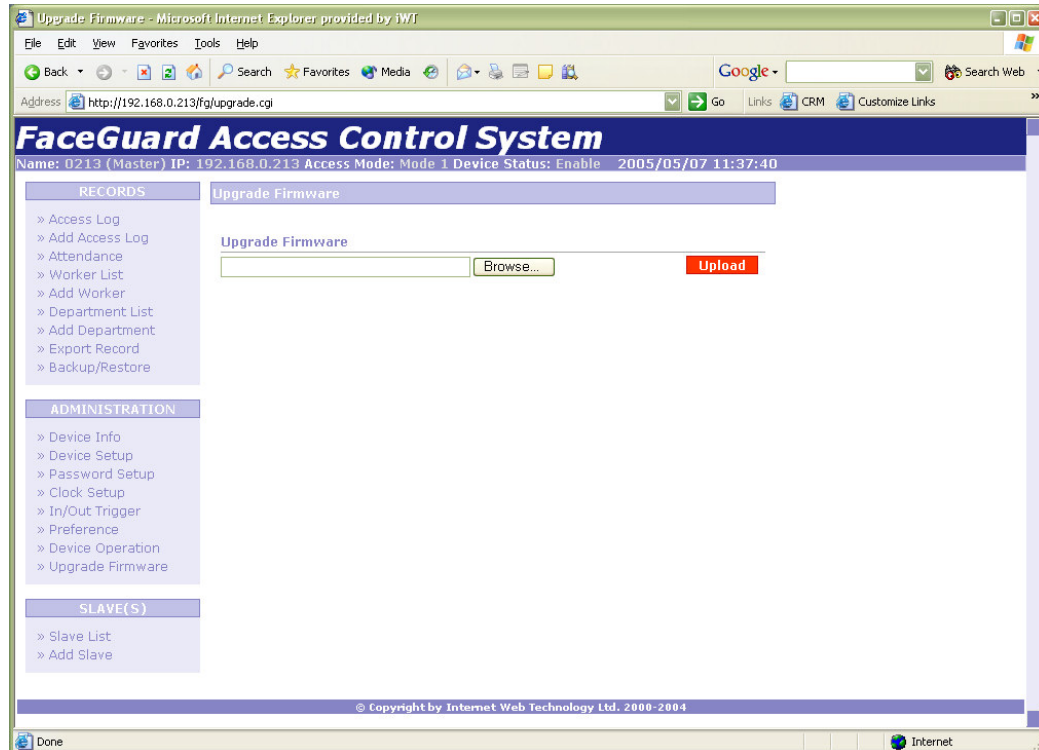 Upgrade Firmware - Microsoft Internet Explorer provided by iWT
File Edit View Favorites Tools Help
Back Search Favorites Media Google Search Web
Address http://192.168.0.213/fg/upgrade.cgi Go Links CRM Customize Links »
FaceGuard Access Control System
Name: 0213 (Master) IP: 192.168.0.213 Access Mode: Mode 1 Device Status: Enable 2005/05/07 11:37:40
RECORDS
» Access Log
» Add Access Log
» Attendance
» Worker List
» Add Worker
» Department List
» Add Department
» Export Record
» Backup/Restore
ADMINISTRATION
» Device Info
» Device Setup
» Password Setup
» Clock Setup
» In/Out Trigger
» Preference
» Device Operation
» Upgrade Firmware
SLAVE(S)
» Slave List
» Add Slave
Upgrade Firmware
Upgrade Firmware
Browse... Upload
© Copyright by Internet Web Technology Ltd. 2000-2004
Done Internet